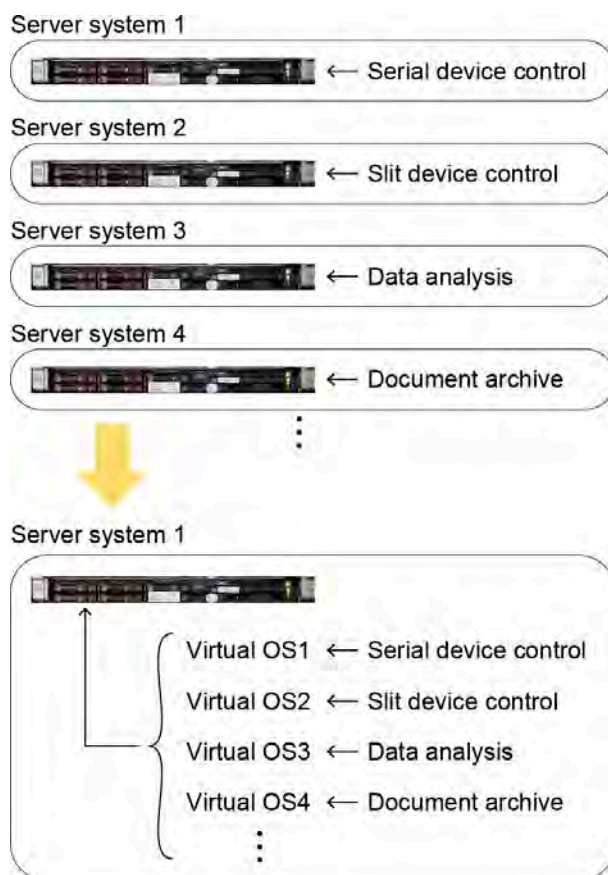 Server system 1
← Serial device control
Server system 2
← Slit device control
Server system 3
← Data analysis
Server system 4
← Document archive
Server system 1
Virtual OS1 ← Serial device control
Virtual OS2 ← Slit device control
Virtual OS3 ← Data analysis
Virtual OS4 ← Document archive